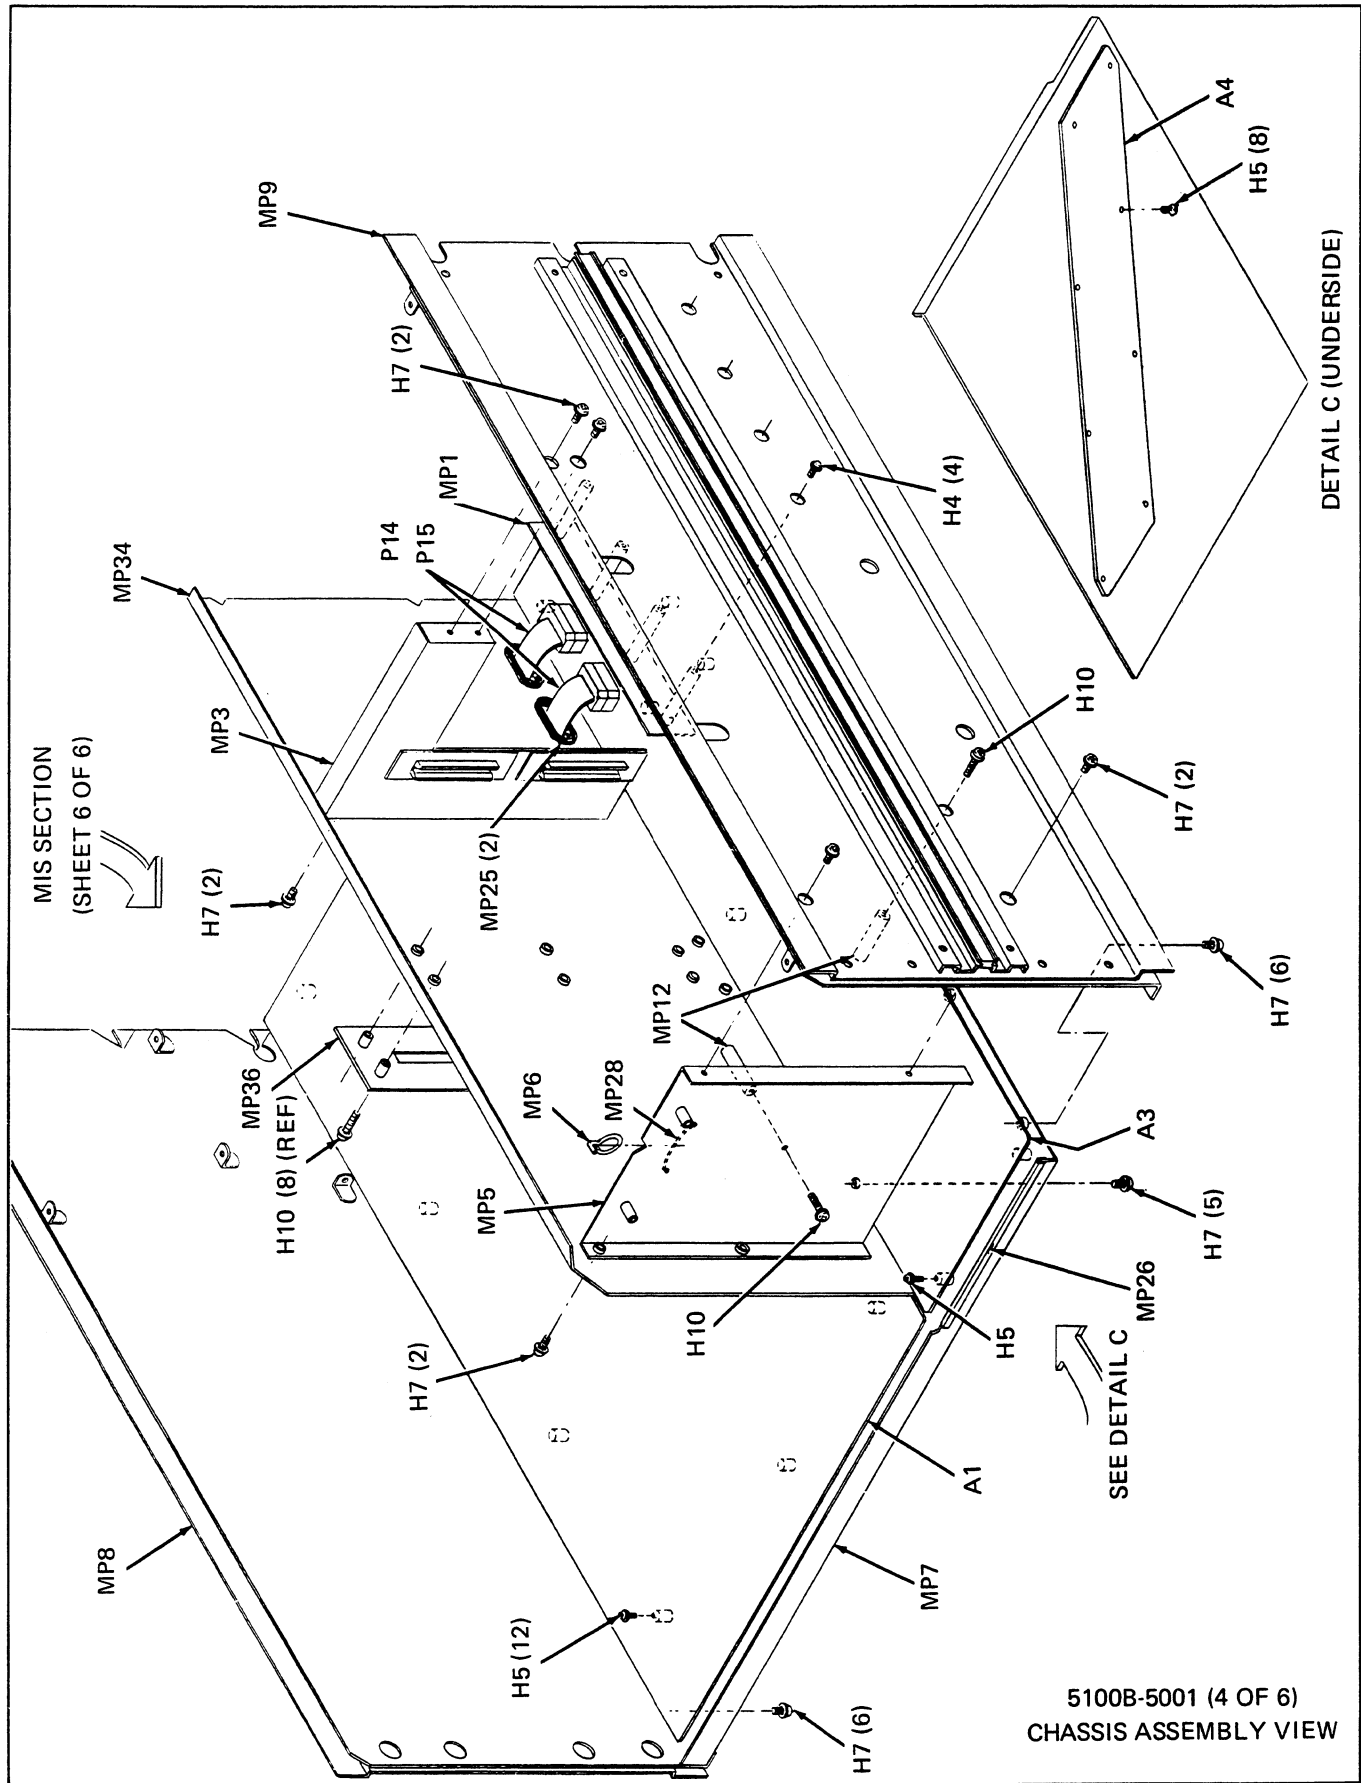 MP9
H7 (2)
MP1
P14
P15
MP34
MP3
MIS SECTION
(SHEET 6 OF 6)
H7 (2)
MP25 (2)
MP36
H10 (8) (REF)
MP6
MP28
MP12
MP5
H10
H7 (2)
MP8
H5 (12)
H7 (6)
A4
H5 (8)
DETAIL C (UNDERSIDE)
H4 (4)
H10
H7 (2)
H7 (6)
A3
H7 (5)
MP26
H5
SEE DETAIL C
A1
MP7
5100B-5001 (4 OF 6)
CHASSIS ASSEMBLY VIEW